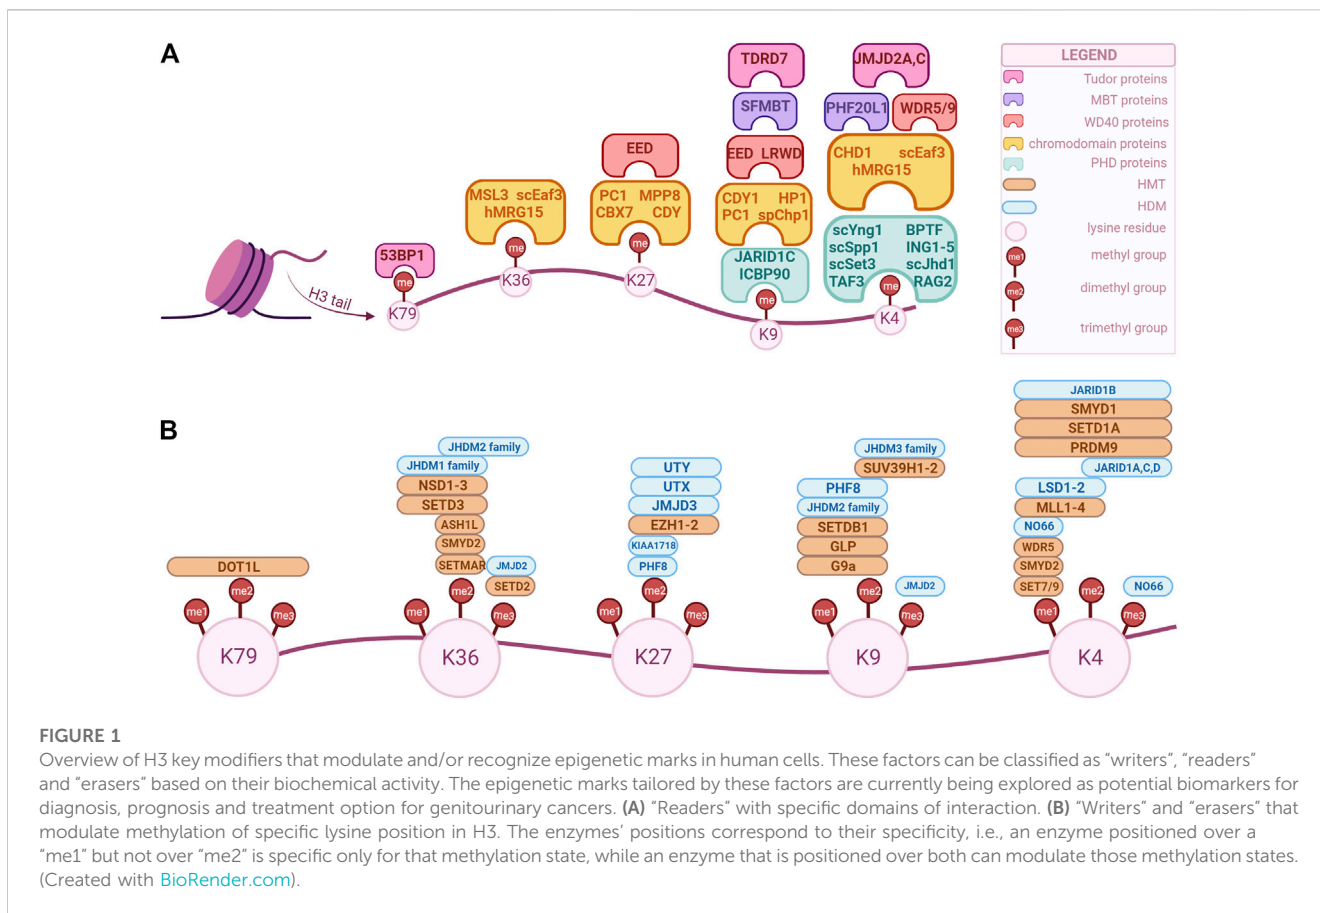 A
TDRD7
SFMBT
EED LRWD
CDY1 HP1
PC1 spChp1
JARID1C
ICBP90
me
K9
JMJD2A,C
PHF20L1
WDR5/9
CHD1 scEaf3
hMRG15
scYng1 BPTF
scSpp1 ING1-5
scSet3 scJhd1
TAF3 RAG2
me
K4
EED
PC1 MPP8
CBX7 CDY
me
K27
MSL3 scEaf3
hMRG15
me
K36
53BP1
me
K79
H3 tail
LEGEND
Tudor proteins
MBT proteins
WD40 proteins
chromodomain proteins
PHD proteins
HMT
HDM
lysine residue
me1 methyl group
me2 dimethyl group
me3 trimethyl group
B
DOT1L
me1
me2
me3
K79
JHDM2 family
JHDM1 family
NSD1-3
SETD3
ASH1L
SMYD2
SETMAR
JMJD2
SETD2
me1
me2
me3
K36
UTY
UTX
JMJD3
EZH1-2
KIAA1718
PHF8
me1
me2
me3
K27
JHDM3 family
SUV39H1-2
PHF8
JHDM2 family
SETDB1
GLP
G9a
JMJD2
me1
me2
me3
K9
JARID1B
SMYD1
SETD1A
PRDM9
JARID1A,C,D
LSD1-2
MLL1-4
NO66
WDR5
SMYD2
SET7/9
NO66
me1
me2
me3
K4
FIGURE 1
Overview of H3 key modifiers that modulate and/or recognize epigenetic marks in human cells. These factors can be classified as “writers”, “readers”
and “erasers” based on their biochemical activity. The epigenetic marks tailored by these factors are currently being explored as potential biomarkers for
diagnosis, prognosis and treatment option for genitourinary cancers. (A) “Readers” with specific domains of interaction. (B) “Writers” and “erasers” that
modulate methylation of specific lysine position in H3. The enzymes’ positions correspond to their specificity, i.e., an enzyme positioned over a
“me1” but not over “me2” is specific only for that methylation state, while an enzyme that is positioned over both can modulate those methylation states.
(Created with BioRender.com).